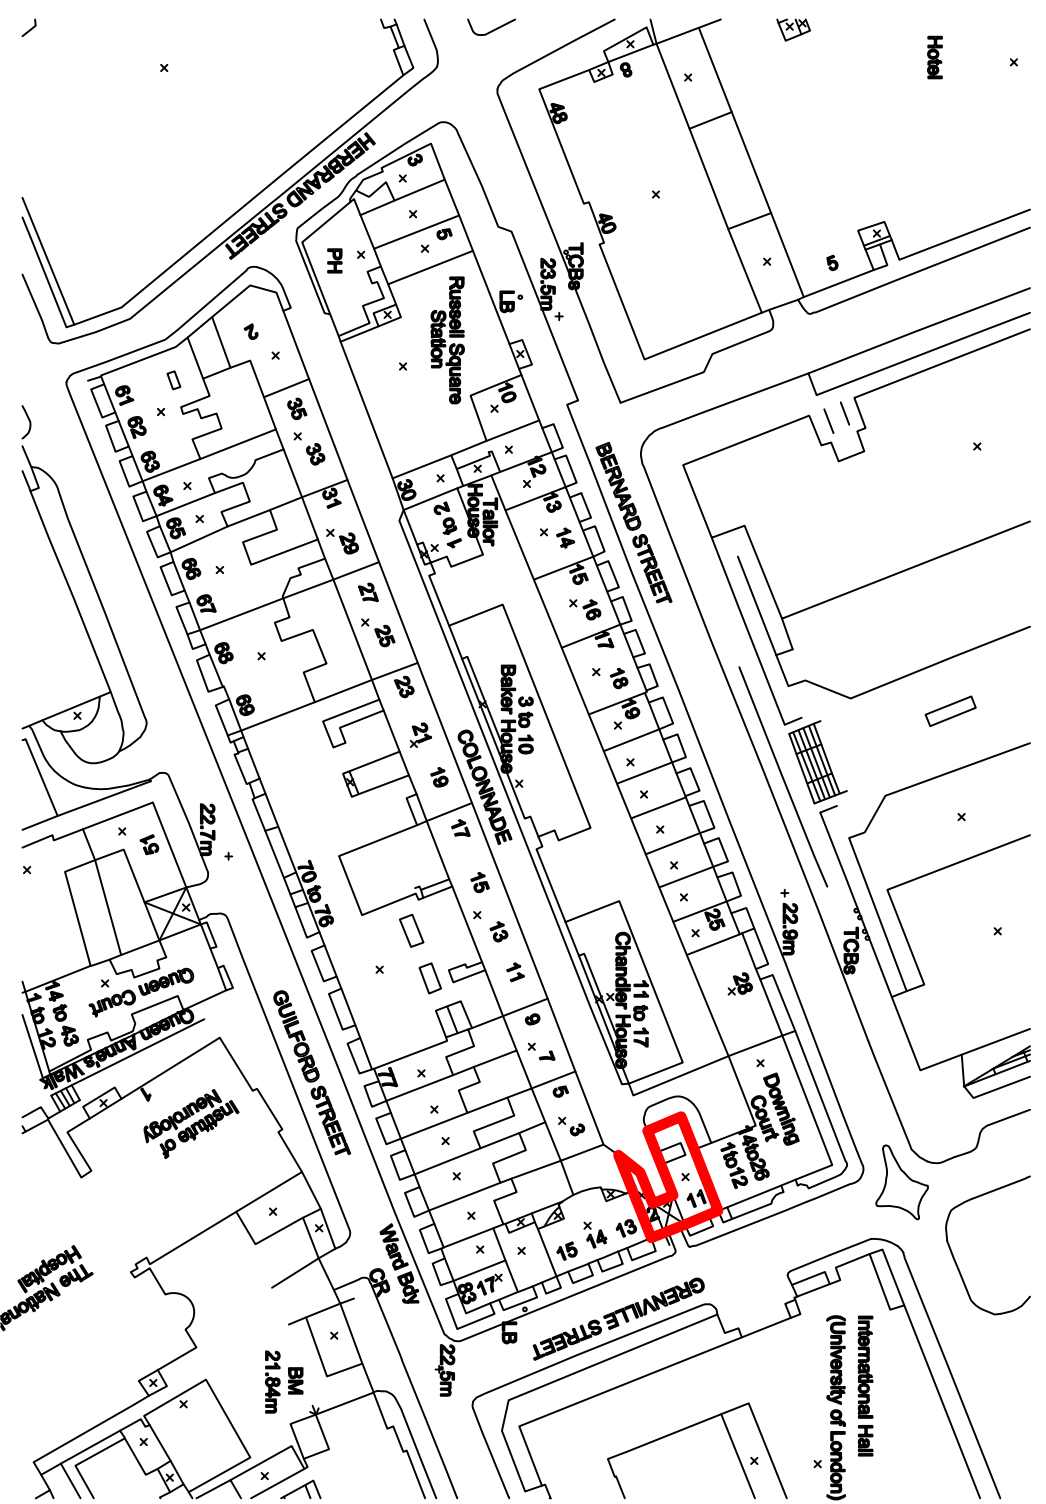 Hotel
8
48
40
5
HERBRAND STREET
3
5
PH
TCBs
23.5m
LB
Russell Square
Station
10
2
61
62
63
64
65
66
67
68
69
35
33
31
29
27
25
23
21
19
17
15
13
11
9
7
5
3
30
Tailor
House
1 to 2
12
13
14
15
16
17
18
19
25
28
BERNARD STREET
3 to 10
Baker House
COLONNADE
11 to 17
Chandler House
22.9m
TCBs
Downing
Court
14to26
1to12
11
12
13
14
15
17
83
77
70 to 76
22.7m
51
Queen Court
14 to 43
1 to 12
Queen Anne's Walk
1
Institute of
Neurology
GUILFORD STREET
The National
Hospital
Ward Bdy
CR
LB
GRENVILLE STREET
22.5m
BM
21.84m
International Hall
(University of London)